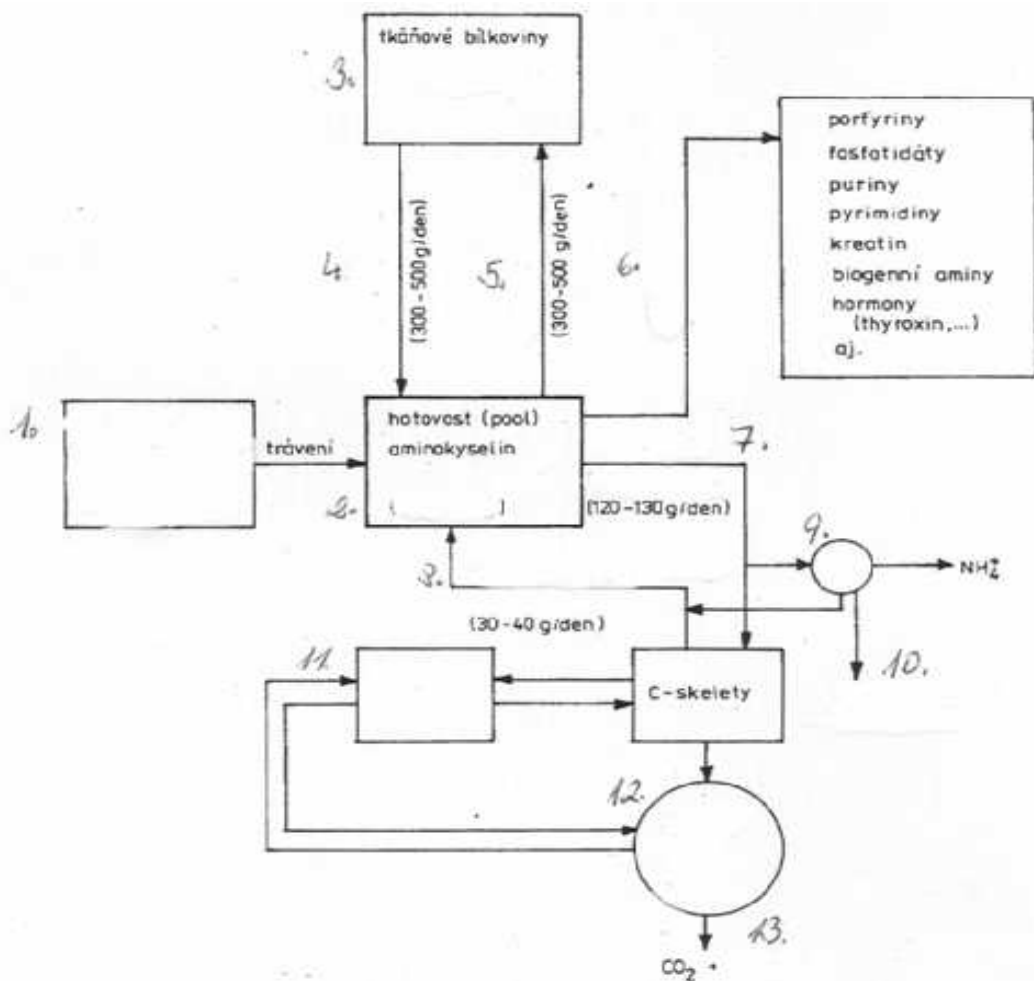 tkáňové bílkoviny
3.
porfyriny
fosfatidáty
puriny
pyrimidiny
kreatin
biogenní aminy
hormony
(thyroxin,...)
aj.
4.
(300-500g/den)
5.
(300-500 g/den)
6.
1.
trávení
hotovost (pool)
aminokyselin
2.
( )
7.
(120-130g/den)
8.
9.
NH₄⁺
(30-40 g/den)
10.
11.
C-skelety
12.
13.
CO₂ +